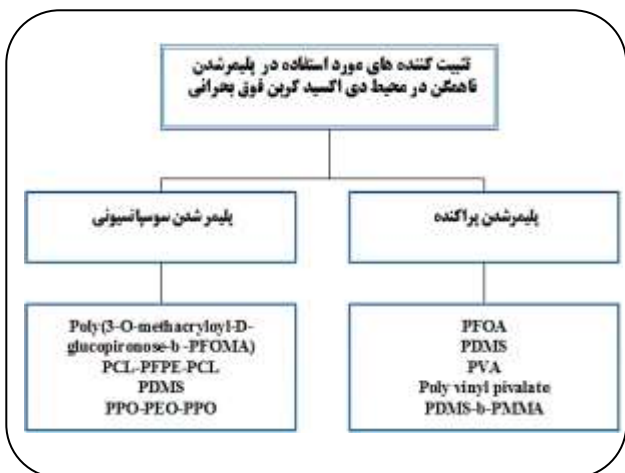 تثبیت کننده های مورد استفاده در پلیمرشدن
ناهمگن در محیط دی اکسید کربن فوق بحرانی
پلیمرشدن پراکنده
پلیمر شدن سوسپانسیونی
PFOA
PDMS
PVA
Poly vinyl pivalate
PDMS-b-PMMA
Poly(3-O-methacryloyl-D-
glucopironose-b -PFOMA)
PCL-PFPE-PCL
PDMS
PPO-PEO-PPO